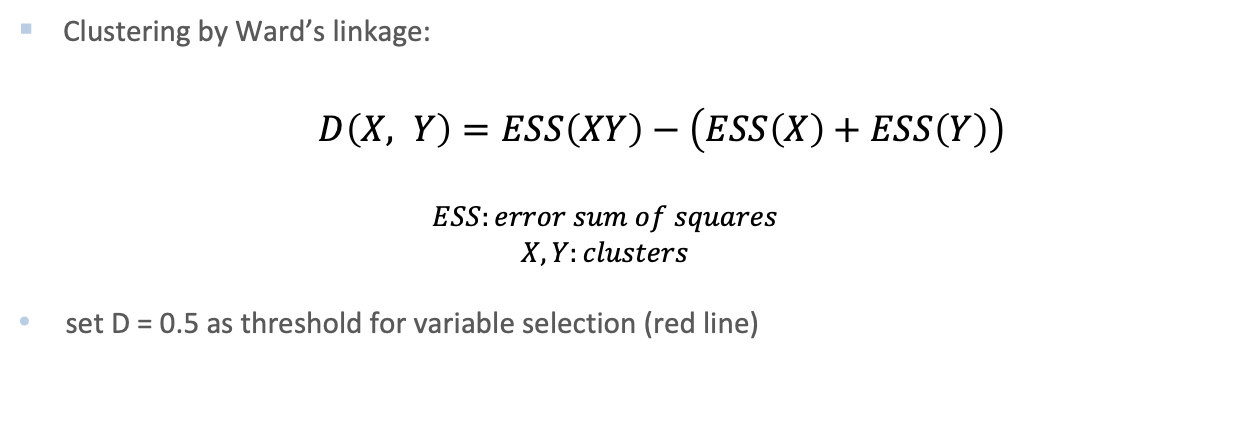 ▪ Clustering by Ward's linkage:
D(X, Y) = ESS(XY) − (ESS(X) + ESS(Y))
ESS: error sum of squares
X, Y: clusters
• set D = 0.5 as threshold for variable selection (red line)